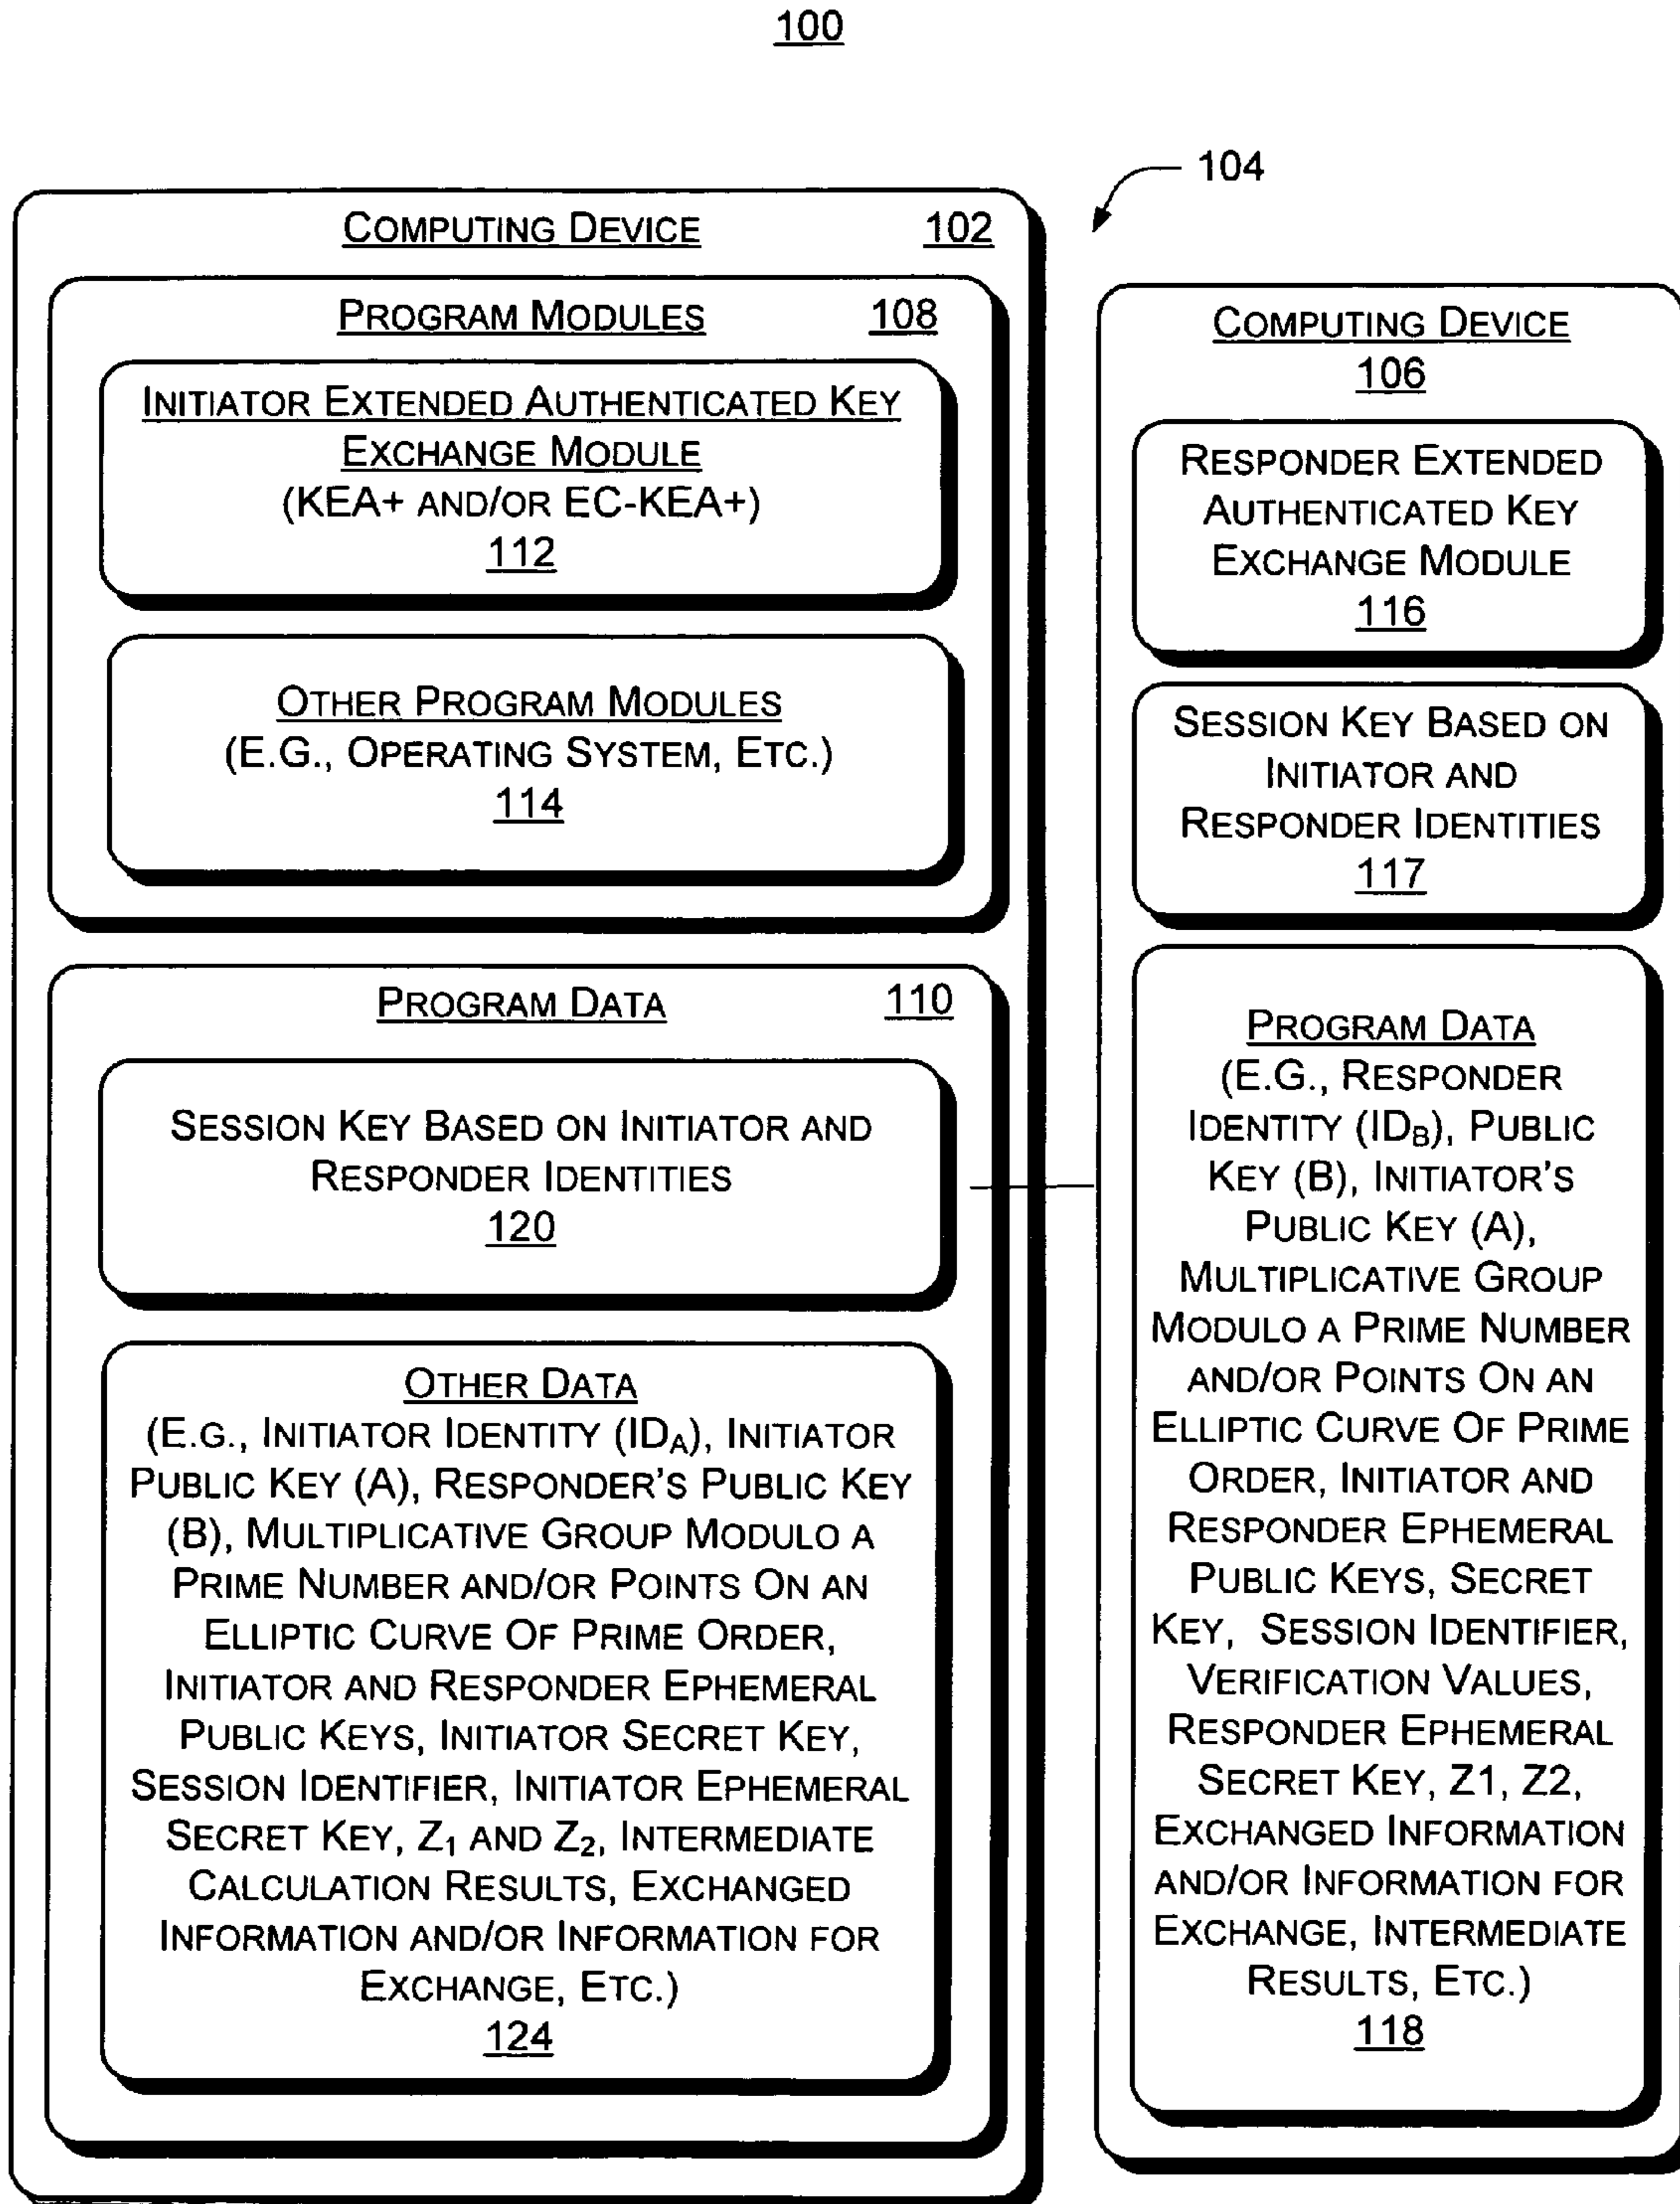 100
104
COMPUTING DEVICE 102
PROGRAM MODULES 108
INITIATOR EXTENDED AUTHENTICATED KEY
EXCHANGE MODULE
(KEA+ AND/OR EC-KEA+)
112
OTHER PROGRAM MODULES
(E.G., OPERATING SYSTEM, ETC.)
114
PROGRAM DATA 110
SESSION KEY BASED ON INITIATOR AND
RESPONDER IDENTITIES
120
OTHER DATA
(E.G., INITIATOR IDENTITY (ID_A), INITIATOR
PUBLIC KEY (A), RESPONDER'S PUBLIC KEY
(B), MULTIPLICATIVE GROUP MODULO A
PRIME NUMBER AND/OR POINTS ON AN
ELLIPTIC CURVE OF PRIME ORDER,
INITIATOR AND RESPONDER EPHEMERAL
PUBLIC KEYS, INITIATOR SECRET KEY,
SESSION IDENTIFIER, INITIATOR EPHEMERAL
SECRET KEY, Z₁ AND Z₂, INTERMEDIATE
CALCULATION RESULTS, EXCHANGED
INFORMATION AND/OR INFORMATION FOR
EXCHANGE, ETC.)
124
COMPUTING DEVICE
106
RESPONDER EXTENDED
AUTHENTICATED KEY
EXCHANGE MODULE
116
SESSION KEY BASED ON
INITIATOR AND
RESPONDER IDENTITIES
117
PROGRAM DATA
(E.G., RESPONDER
IDENTITY (ID_B), PUBLIC
KEY (B), INITIATOR'S
PUBLIC KEY (A),
MULTIPLICATIVE GROUP
MODULO A PRIME NUMBER
AND/OR POINTS ON AN
ELLIPTIC CURVE OF PRIME
ORDER, INITIATOR AND
RESPONDER EPHEMERAL
PUBLIC KEYS, SECRET
KEY, SESSION IDENTIFIER,
VERIFICATION VALUES,
RESPONDER EPHEMERAL
SECRET KEY, Z1, Z2,
EXCHANGED INFORMATION
AND/OR INFORMATION FOR
EXCHANGE, INTERMEDIATE
RESULTS, ETC.)
118